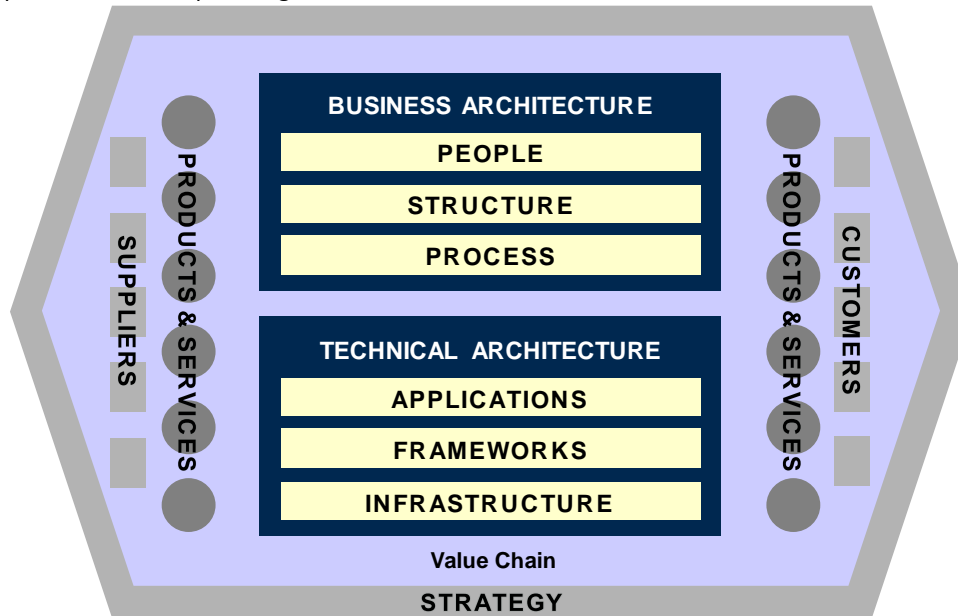 BUSINESS ARCHITECTURE
PEOPLE
STRUCTURE
PROCESS
SUPPLIERS
PRODUCTS & SERVICES
PRODUCTS & SERVICES
CUSTOMERS
TECHNICAL ARCHITECTURE
APPLICATIONS
FRAMEWORKS
INFRASTRUCTURE
Value Chain
STRATEGY